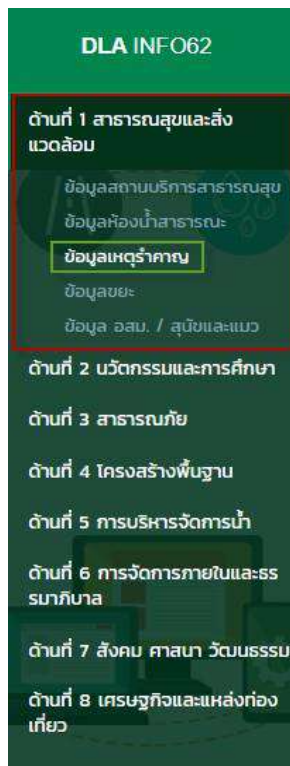 DLA INFO62
ด้านที่ 1 สาธารณสุขและสิ่ง
แวดล้อม
ข้อมูลสถานบริการสาธารณสุข
ข้อมูลห้องน้ำสาธารณะ
ข้อมูลเหตุรำคาญ
ข้อมูลขยะ
ข้อมูล อสม. / สุนัขและแมว
ด้านที่ 2 นวัตกรรมและการศึกษา
ด้านที่ 3 สาธารณภัย
ด้านที่ 4 โครงสร้างพื้นฐาน
ด้านที่ 5 การบริหารจัดการน้ำ
ด้านที่ 6 การจัดการภายในและธร
รมาภิบาล
ด้านที่ 7 สังคม ศาสนา วัฒนธรรม
ด้านที่ 8 เศรษฐกิจและแหล่งท่อง
เที่ยว